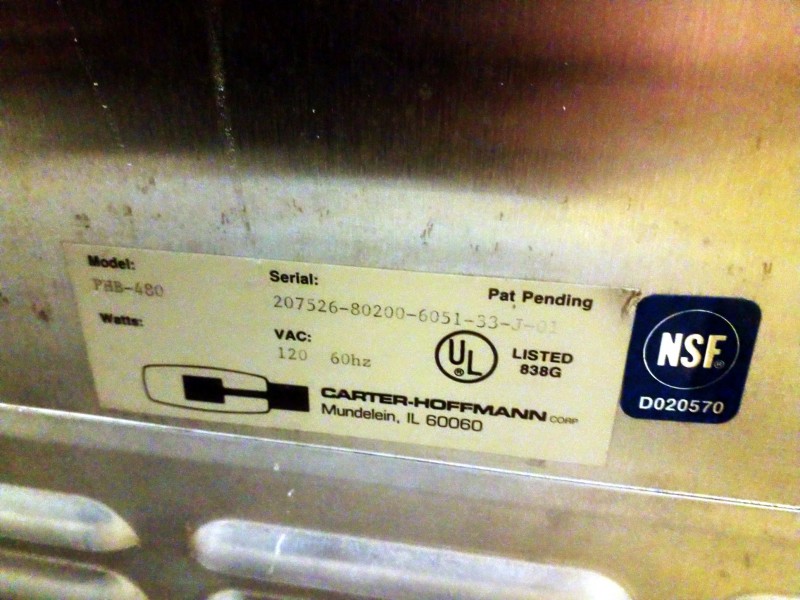 Model:
PHB-480
Serial:
207526-80200-6051-33-J-01
Pat Pending
Watts:
VAC:
120 60hz
UL
®
LISTED
838G
CARTER-HOFFMANN CORP
Mundelein, IL 60060
NSF®
D020570